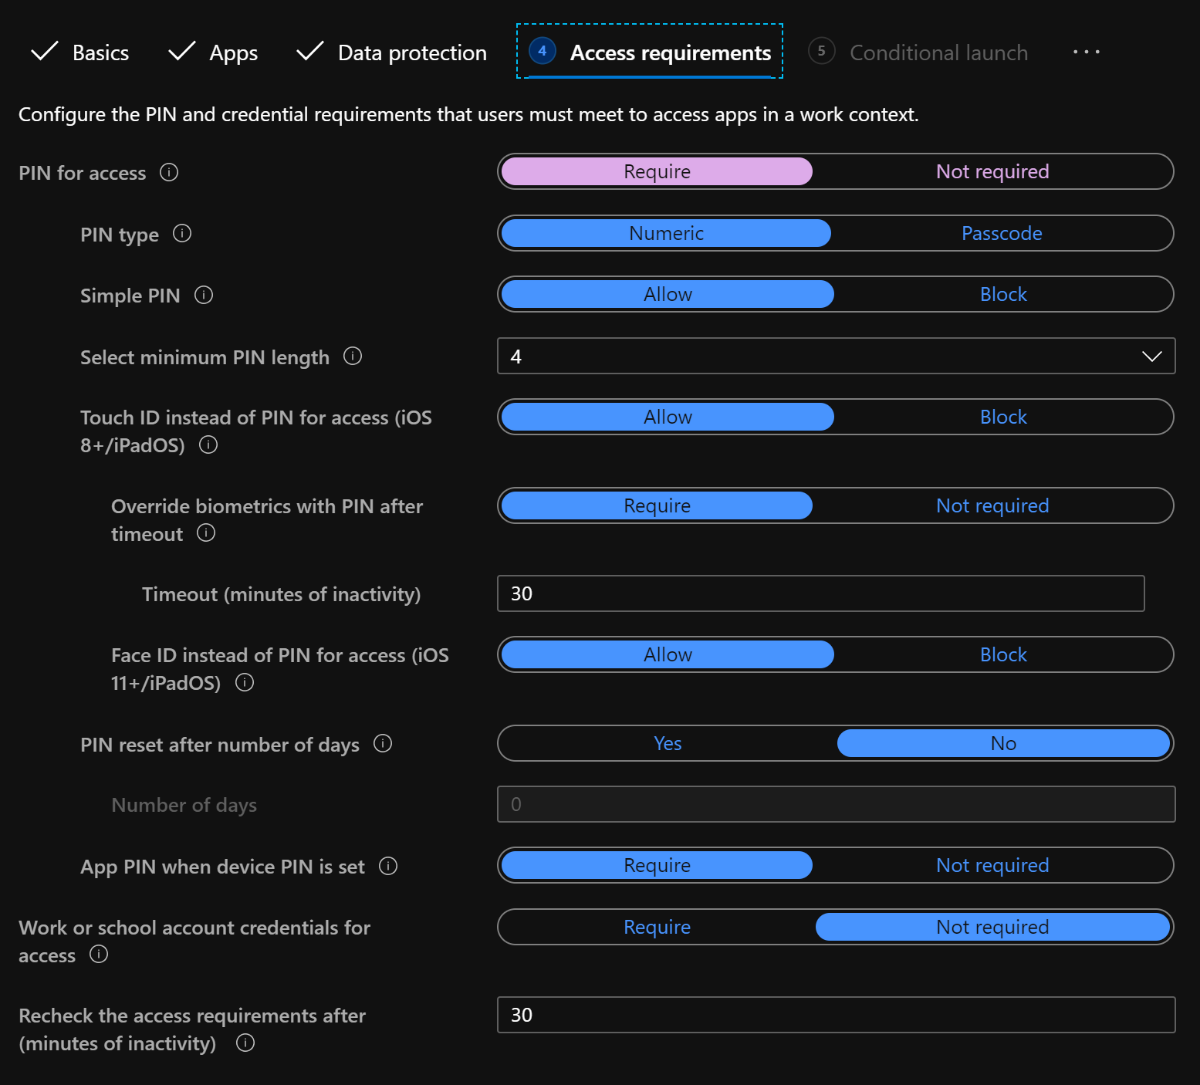 Basics Apps Data protection 4 Access requirements 5 Conditional launch ...
Configure the PIN and credential requirements that users must meet to access apps in a work context.
PIN for access Require Not required
PIN type Numeric Passcode
Simple PIN Allow Block
Select minimum PIN length 4
Touch ID instead of PIN for access (iOS
8+/iPadOS)
Allow Block
Override biometrics with PIN after
timeout
Require Not required
Timeout (minutes of inactivity) 30
Face ID instead of PIN for access (iOS
11+/iPadOS)
Allow Block
PIN reset after number of days Yes No
Number of days 0
App PIN when device PIN is set Require Not required
Work or school account credentials for
access
Require Not required
Recheck the access requirements after
(minutes of inactivity)
30